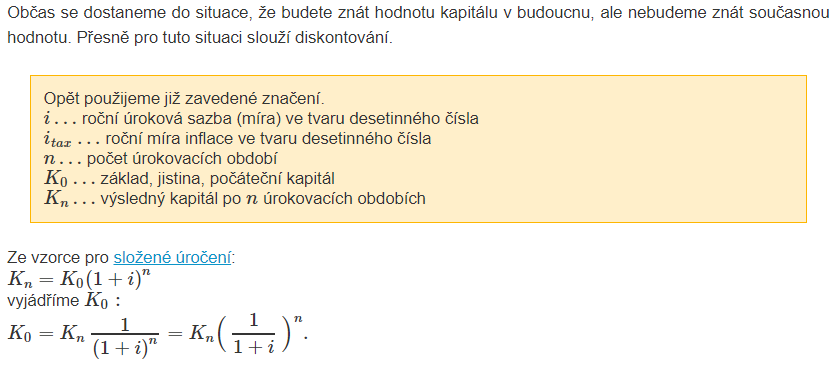 Občas se dostaneme do situace, že budete znát hodnotu kapitálu v budoucnu, ale nebudeme znát současnou
hodnotu. Přesně pro tuto situaci slouží diskontování.
Opět použijeme již zavedené značení.
i … roční úroková sazba (míra) ve tvaru desetinného čísla
i_{tax} … roční míra inflace ve tvaru desetinného čísla
n … počet úrokovacích období
K_0 … základ, jistina, počáteční kapitál
K_n … výsledný kapitál po n úrokovacích obdobích
Ze vzorce pro složené úročení:
K_n = K_0(1 + i)^n
vyjádříme K_0 :
K_0 = K_n \frac{1}{(1 + i)^n} = K_n \left( \frac{1}{1 + i} \right)^n.